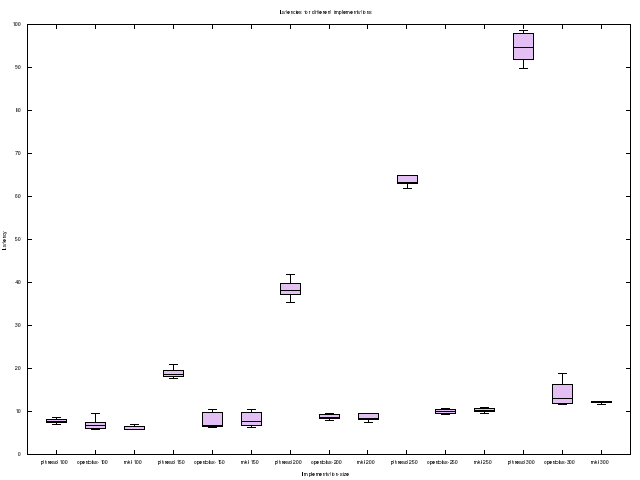 Latencies for different implementations
100
90
80
70
60
50
40
30
20
10
0
Latency
pthread-100 openblas-100 mkl-100 pthread-150 openblas-150 mkl-150 pthread-200 openblas-200 mkl-200 pthread-250 openblas-250 mkl-250 pthread-300 openblas-300 mkl-300
Implementation-size